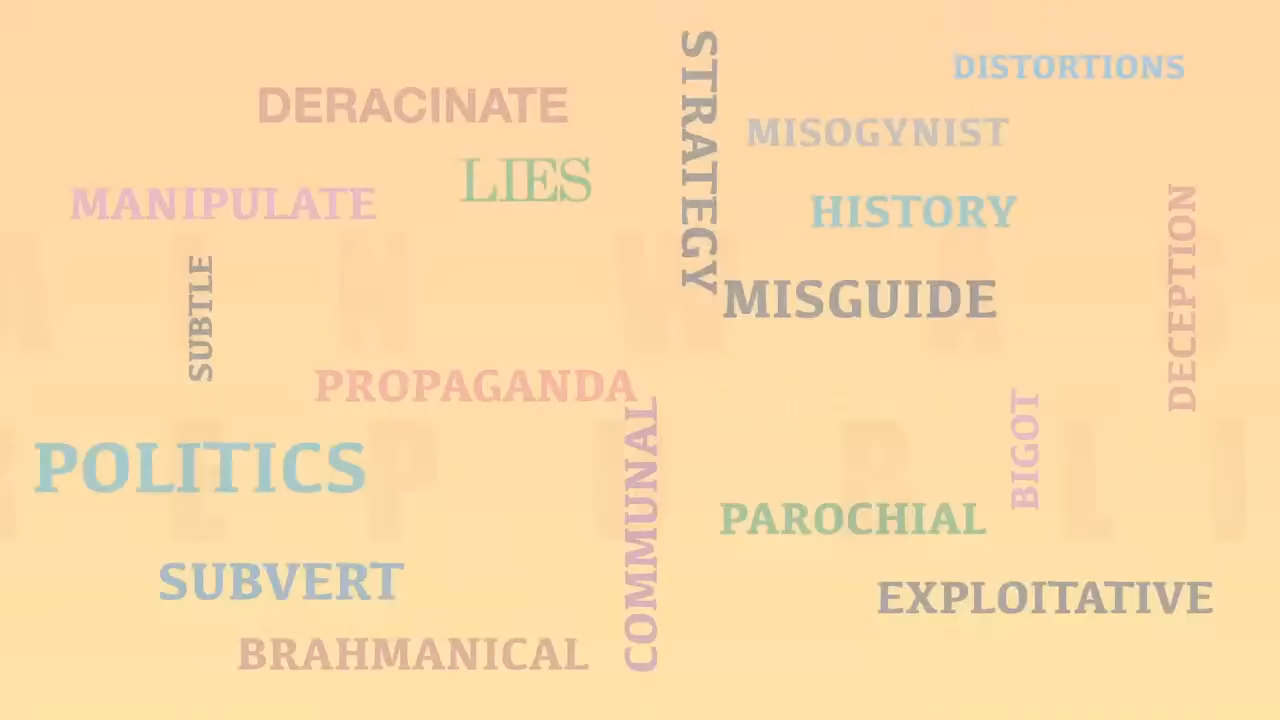 STRATEGY
DISTORTIONS
DERACINATE
MISOGYNIST
LIES
MANIPULATE
HISTORY
DECEPTION
SUBTLE
MISGUIDE
PROPAGANDA
COMMUNAL
BIGOT
POLITICS
PAROCHIAL
SUBVERT
EXPLOITATIVE
BRAHMANICAL